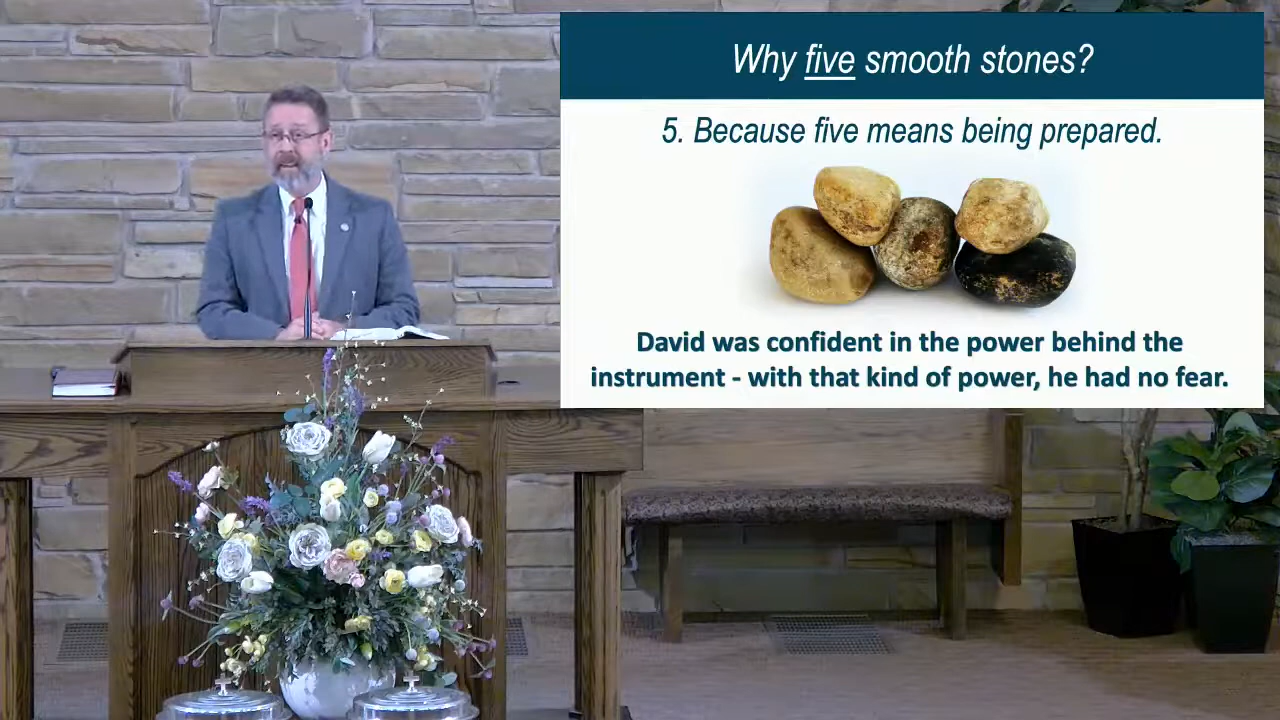 Why five smooth stones?
5. Because five means being prepared.
David was confident in the power behind the
instrument - with that kind of power, he had no fear.